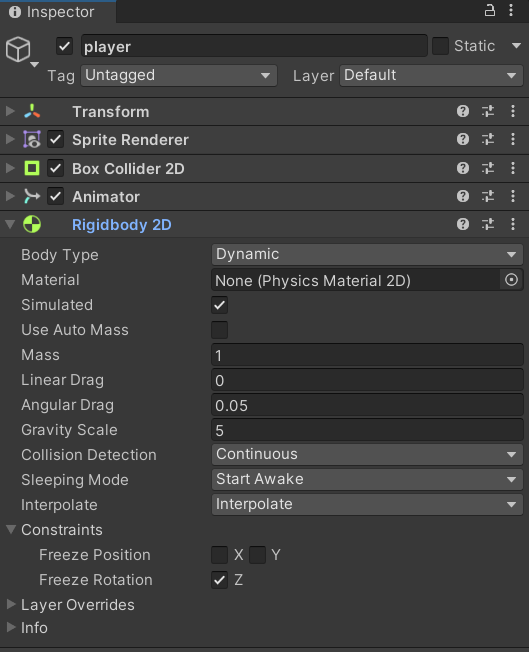 Inspector
player Static
Tag Untagged Layer Default
Transform
Sprite Renderer
Box Collider 2D
Animator
Rigidbody 2D
Body Type Dynamic
Material None (Physics Material 2D)
Simulated
Use Auto Mass
Mass 1
Linear Drag 0
Angular Drag 0.05
Gravity Scale 5
Collision Detection Continuous
Sleeping Mode Start Awake
Interpolate Interpolate
Constraints
Freeze Position X Y
Freeze Rotation Z
Layer Overrides
Info